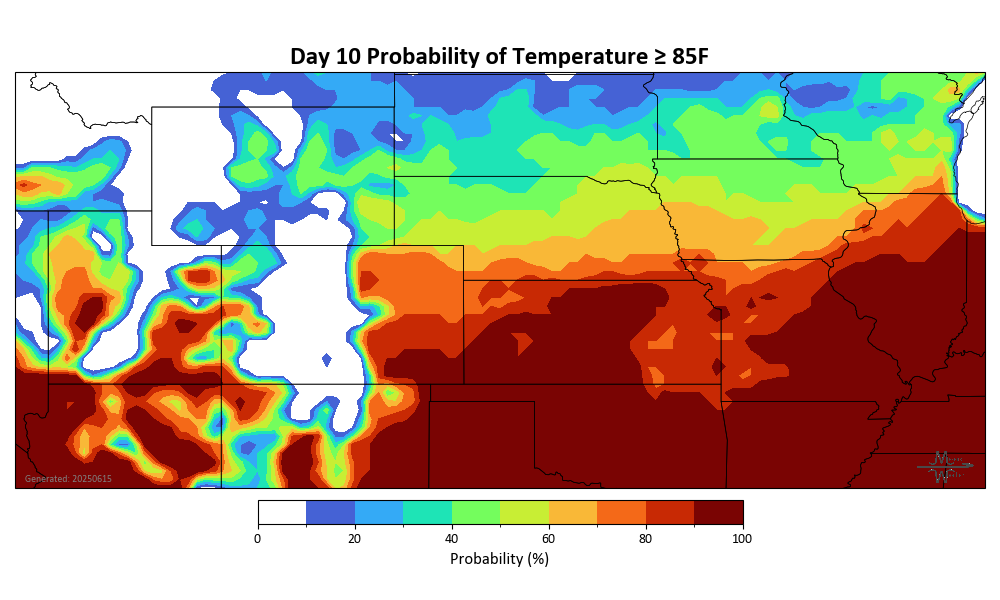 Day 10 Probability of Temperature ≥ 85F
Generated: 20250615
0 20 40 60 80 100
Probability (%)